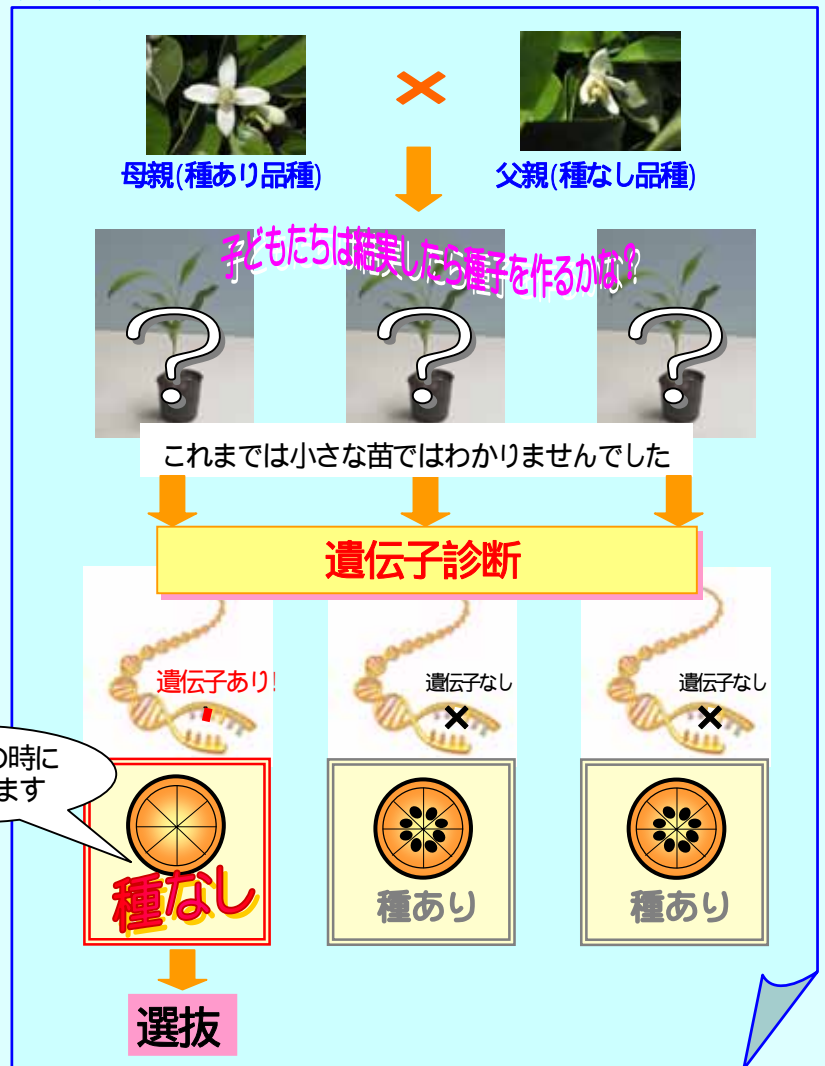 母親(種あり品種)
父親(種なし品種)
子どもたちは結実したら種子を作るかな？
これまでは小さな苗ではわかりませんでした
遺伝子診断
遺伝子あり!
遺伝子なし
遺伝子なし
の時に
ます
種なし
種あり
種あり
選抜